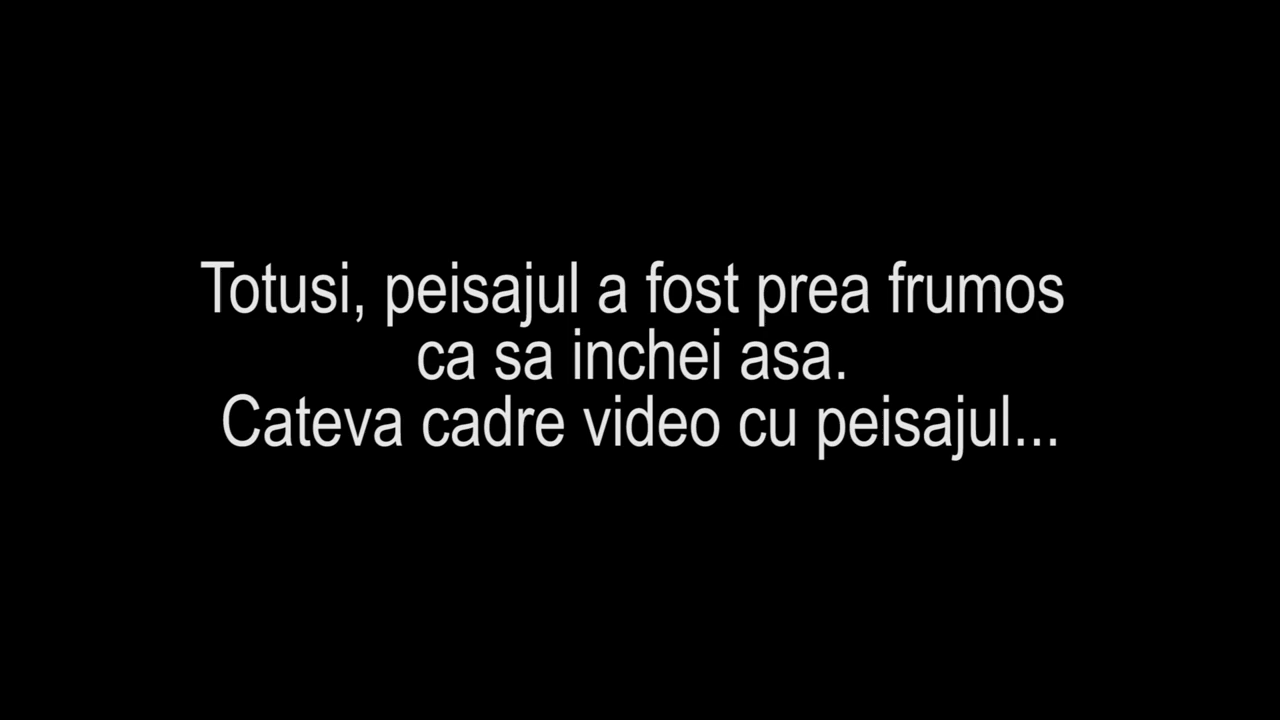 Totusi, peisajul a fost prea frumos
ca sa inchei asa.
Cateva cadre video cu peisajul...